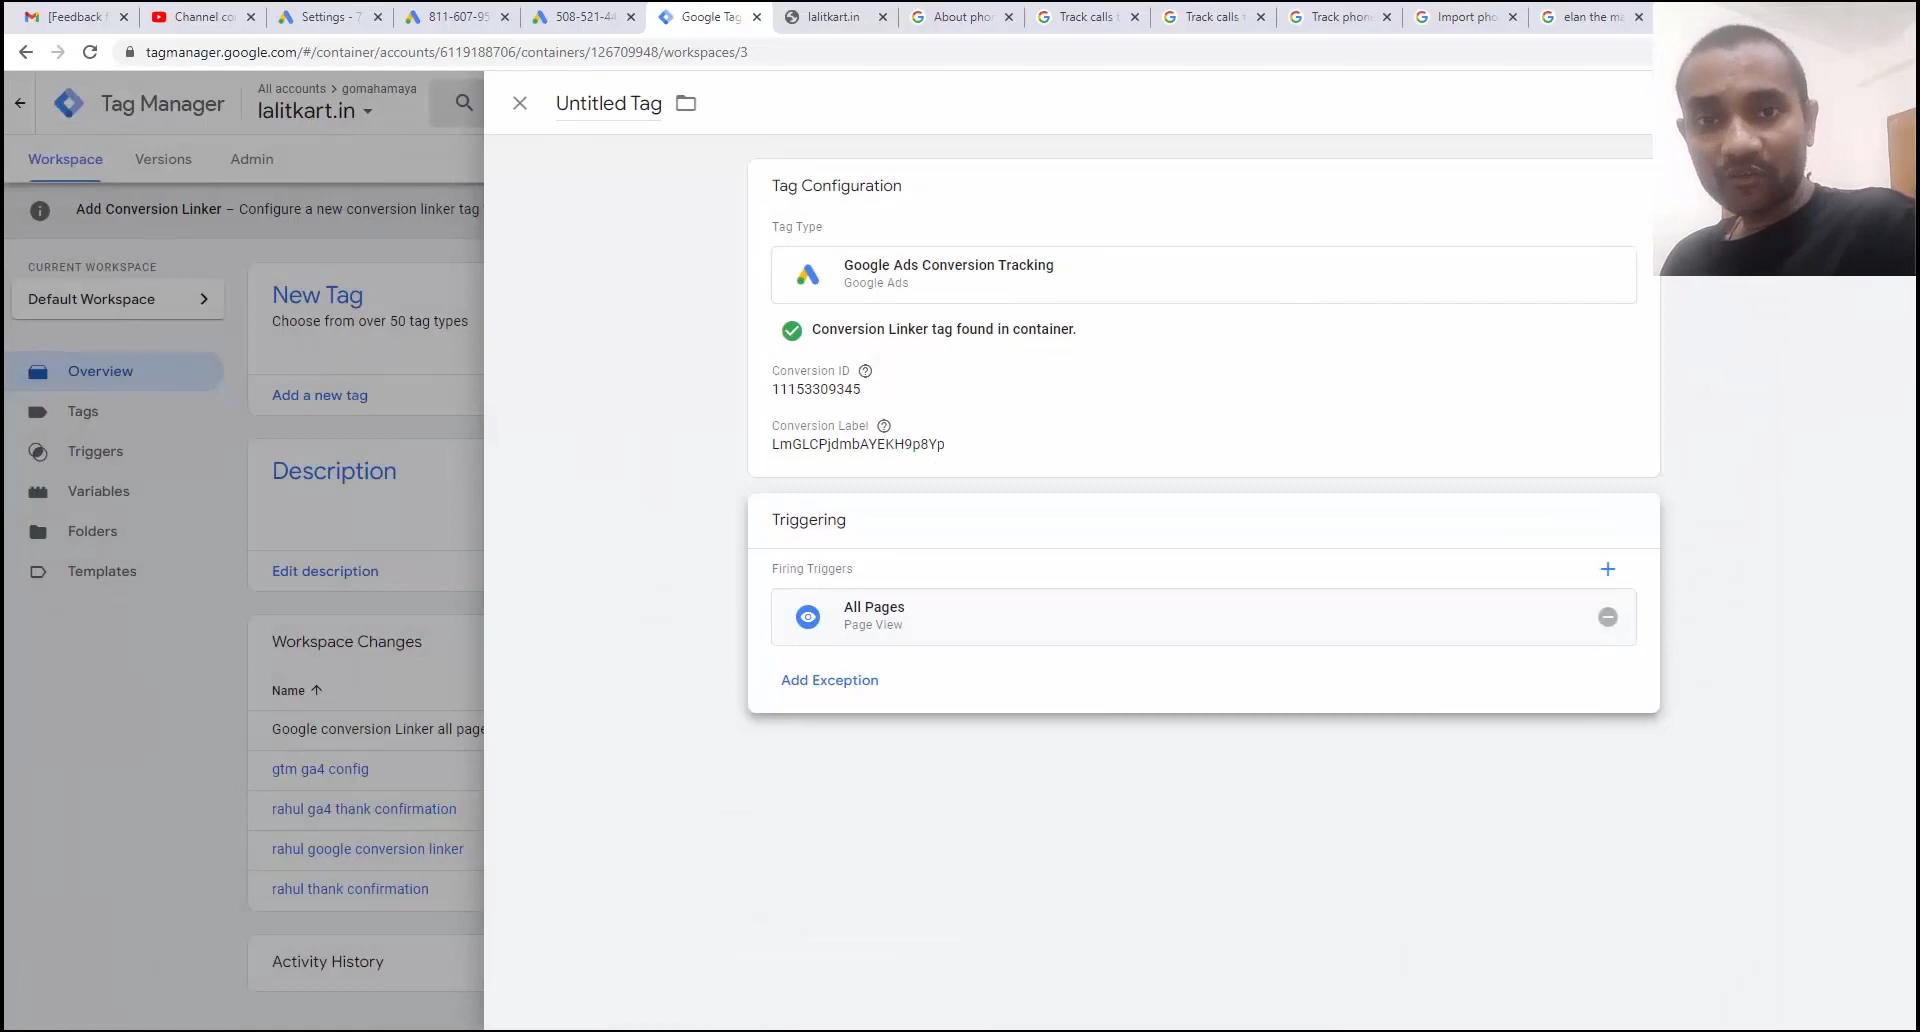 [Feedback f
Channel co
Settings - 7
811-607-95
508-521-44
Google Tag
lalitkart.in
About phon
Track calls t
Track calls t
Track phone
Import pho
elan the ma
tagmanager.google.com/#/container/accounts/6119188706/containers/126709948/workspaces/3
Tag Manager
All accounts > gomahamaya
lalitkart.in
Untitled Tag
Workspace
Versions
Admin
Add Conversion Linker – Configure a new conversion linker tag
CURRENT WORKSPACE
Default Workspace
Overview
Tags
Triggers
Variables
Folders
Templates
New Tag
Choose from over 50 tag types
Add a new tag
Description
Edit description
Workspace Changes
Name
Google conversion Linker all page
gtm ga4 config
rahul ga4 thank confirmation
rahul google conversion linker
rahul thank confirmation
Activity History
Tag Configuration
Tag Type
Google Ads Conversion Tracking
Google Ads
Conversion Linker tag found in container.
Conversion ID
11153309345
Conversion Label
LmGLCPjdmbAYEKH9p8Yp
Triggering
Firing Triggers
All Pages
Page View
Add Exception